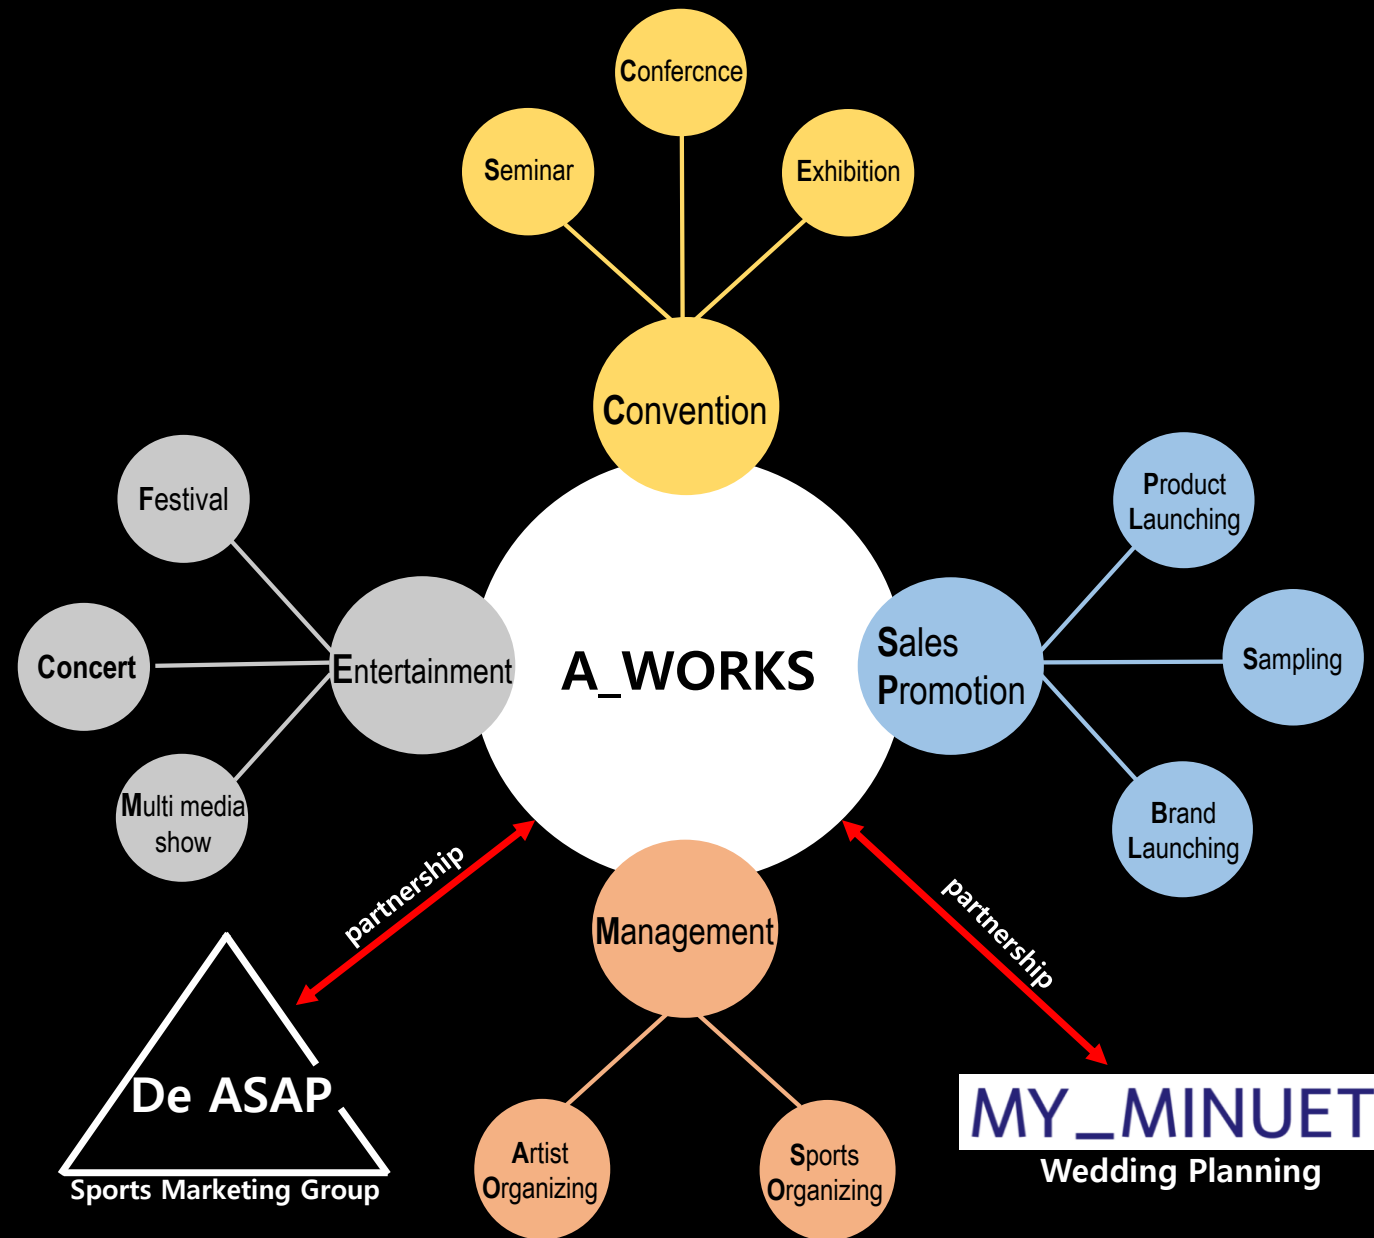 Confercnce
Seminar
Exhibition
Convention
Festival
Concert
Multi media
show
Entertainment
A_WORKS
Sales
Promotion
Product
Launching
Sampling
Brand
Launching
partnership
partnership
Management
De ASAP
Sports Marketing Group
Artist
Organizing
Sports
Organizing
MY_MINUET
Wedding Planning